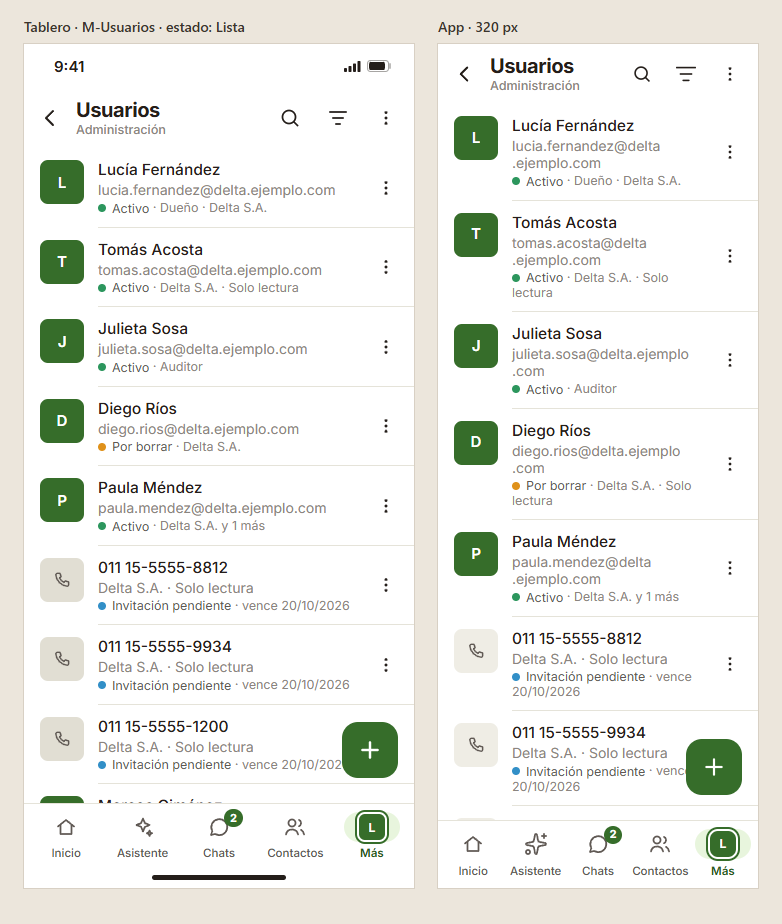 Tablero · M-Usuarios · estado: Lista
9:41
Usuarios
Administración
L
Lucía Fernández
lucia.fernandez@delta.ejemplo.com
Activo · Dueño · Delta S.A.
T
Tomás Acosta
tomas.acosta@delta.ejemplo.com
Activo · Delta S.A. · Solo lectura
J
Julieta Sosa
julieta.sosa@delta.ejemplo.com
Activo · Auditor
D
Diego Ríos
diego.rios@delta.ejemplo.com
Por borrar · Delta S.A.
P
Paula Méndez
paula.mendez@delta.ejemplo.com
Activo · Delta S.A. y 1 más
011 15-5555-8812
Delta S.A. · Solo lectura
Invitación pendiente · vence 20/10/2026
011 15-5555-9934
Delta S.A. · Solo lectura
Invitación pendiente · vence 20/10/2026
011 15-5555-1200
Delta S.A. · Solo lectura
Invitación pendiente · vence 20/10/202
2
L
Inicio
Asistente
Chats
Contactos
Más
App · 320 px
Usuarios
Administración
L
Lucía Fernández
lucia.fernandez@delta
.ejemplo.com
Activo · Dueño · Delta S.A.
T
Tomás Acosta
tomas.acosta@delta
.ejemplo.com
Activo · Delta S.A. · Solo
lectura
J
Julieta Sosa
julieta.sosa@delta.ejemplo
.com
Activo · Auditor
D
Diego Ríos
diego.rios@delta.ejemplo
.com
Por borrar · Delta S.A. · Solo
lectura
P
Paula Méndez
paula.mendez@delta
.ejemplo.com
Activo · Delta S.A. y 1 más
011 15-5555-8812
Delta S.A. · Solo lectura
Invitación pendiente · vence
20/10/2026
011 15-5555-9934
Delta S.A. · Solo lectura
Invitación pendiente · venc
20/10/2026
2
L
Inicio
Asistente
Chats
Contactos
Más